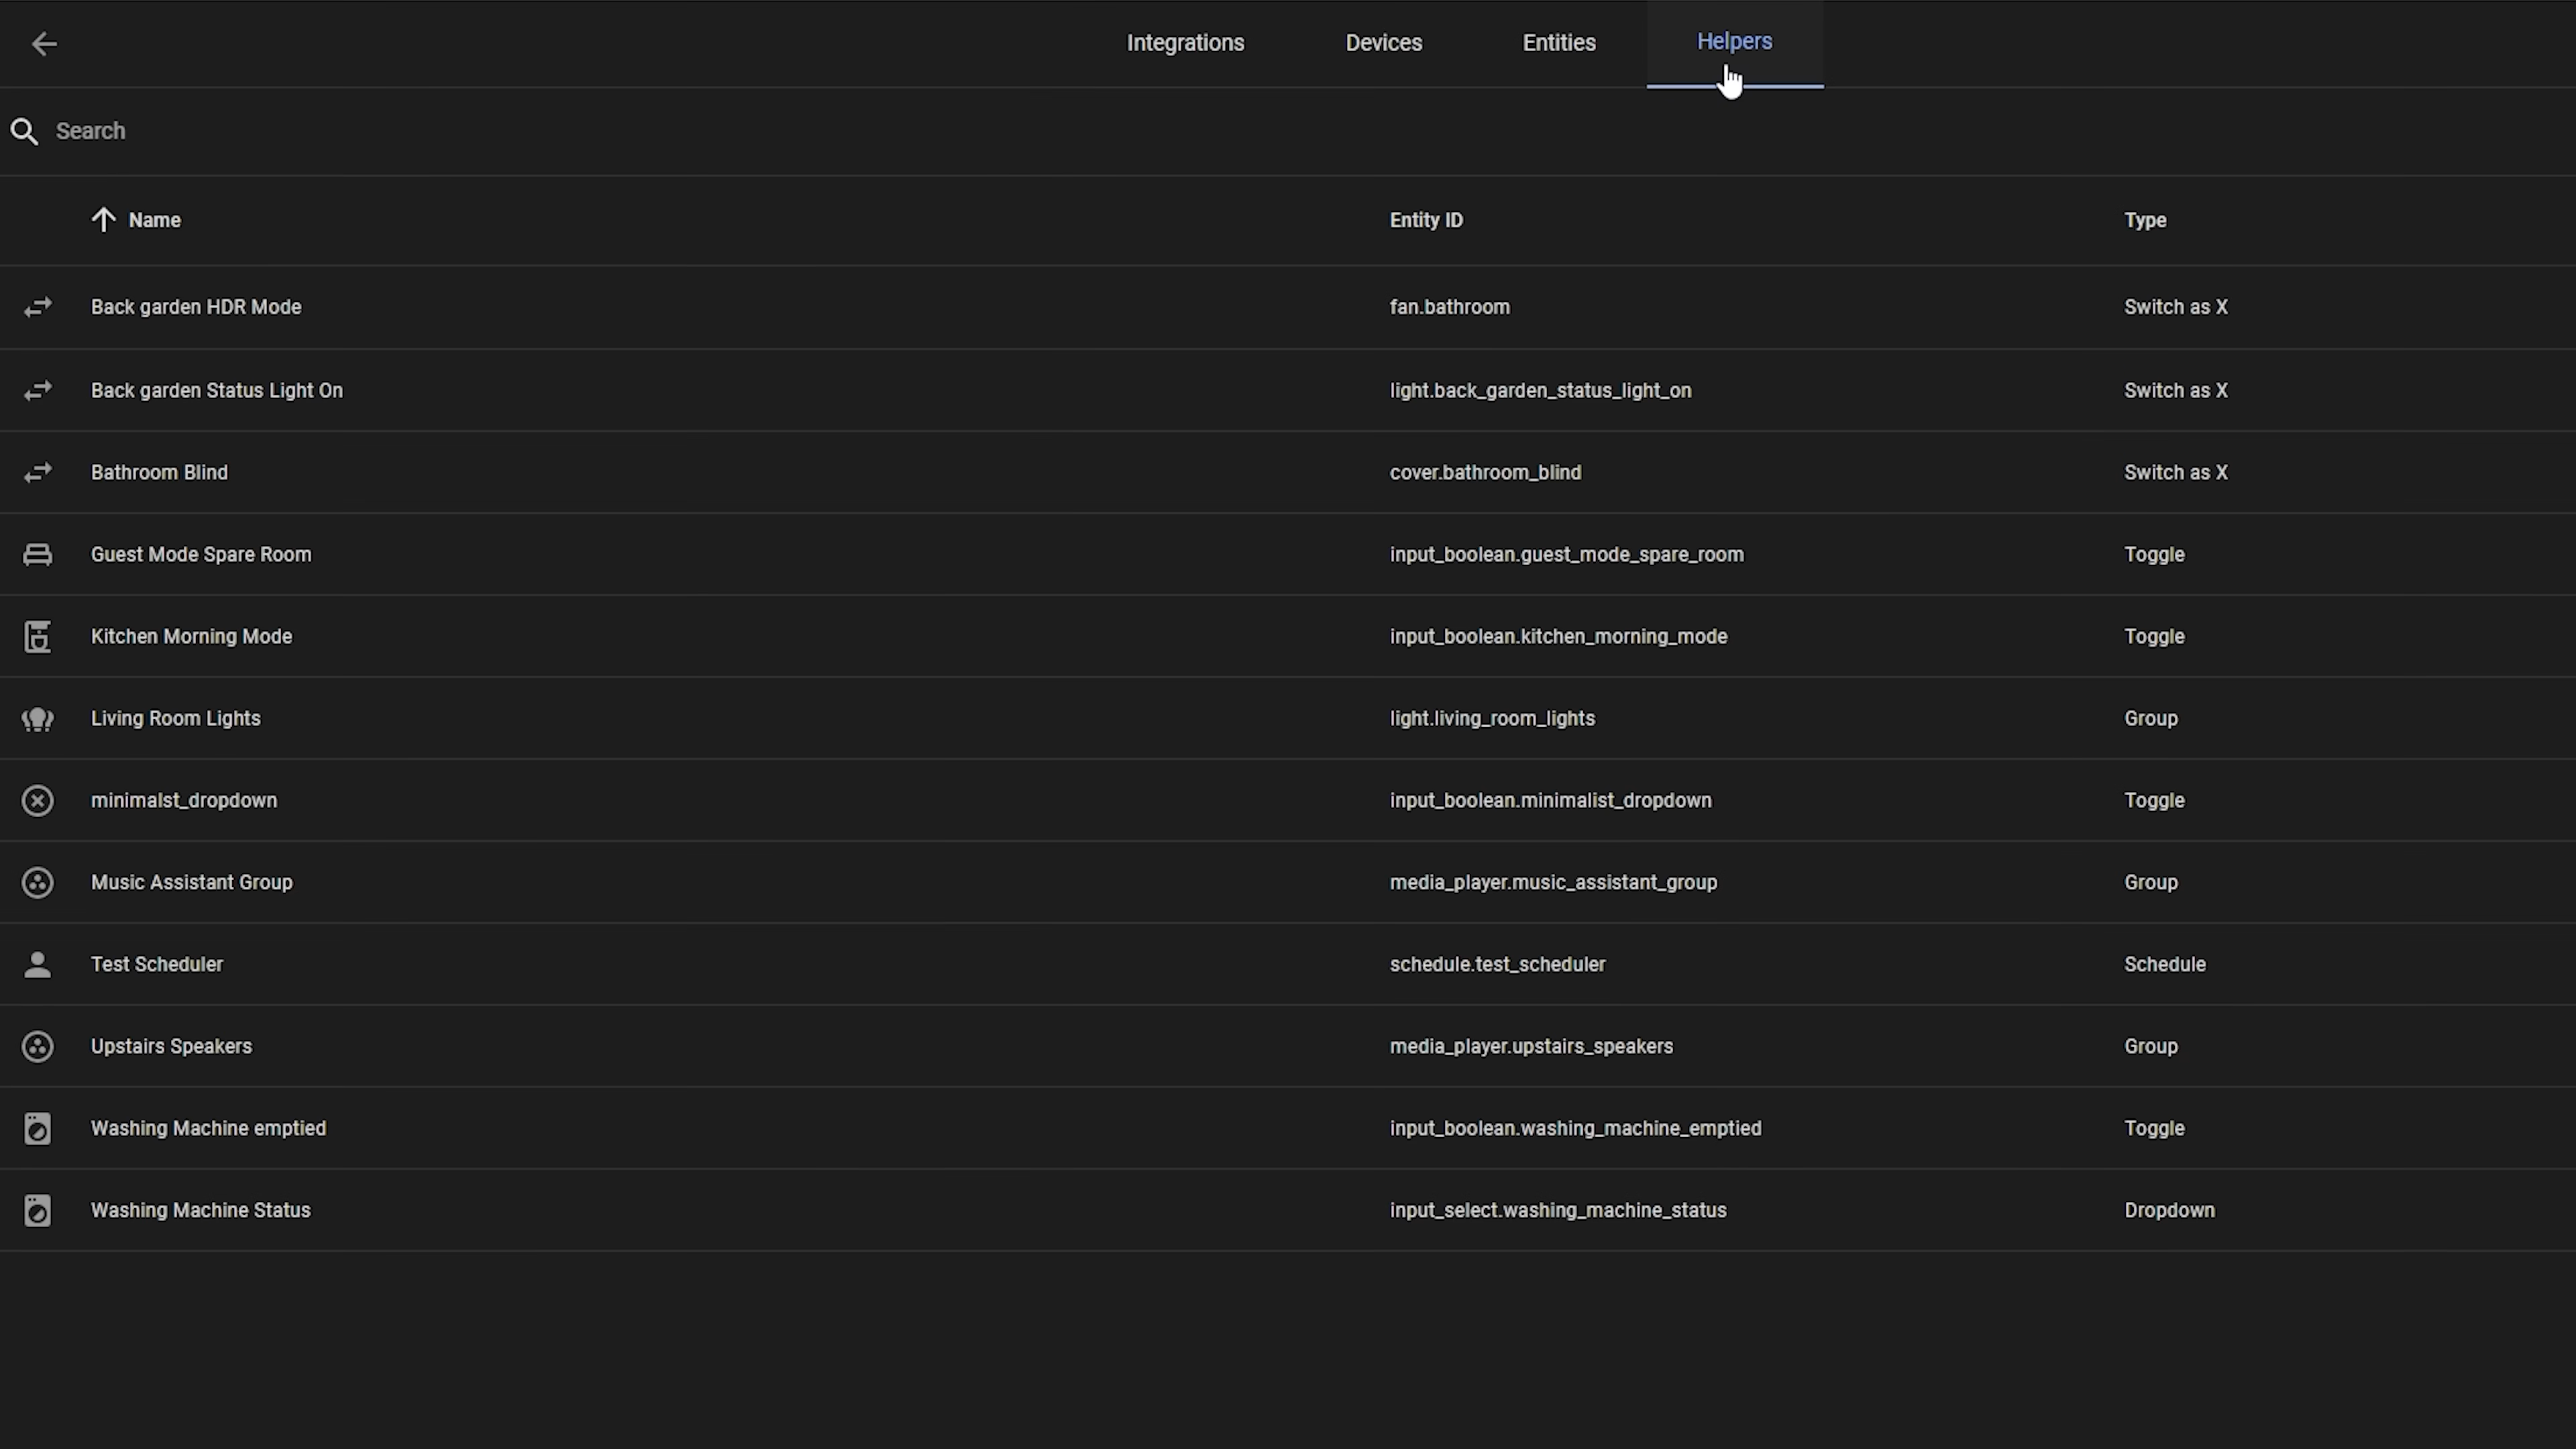 Integrations Devices Entities Helpers
Search
Name Entity ID Type
Back garden HDR Mode fan.bathroom Switch as X
Back garden Status Light On light.back_garden_status_light_on Switch as X
Bathroom Blind cover.bathroom_blind Switch as X
Guest Mode Spare Room input_boolean.guest_mode_spare_room Toggle
Kitchen Morning Mode input_boolean.kitchen_morning_mode Toggle
Living Room Lights light.living_room_lights Group
minimalst_dropdown input_boolean.minimalist_dropdown Toggle
Music Assistant Group media_player.music_assistant_group Group
Test Scheduler schedule.test_scheduler Schedule
Upstairs Speakers media_player.upstairs_speakers Group
Washing Machine emptied input_boolean.washing_machine_emptied Toggle
Washing Machine Status input_select.washing_machine_status Dropdown